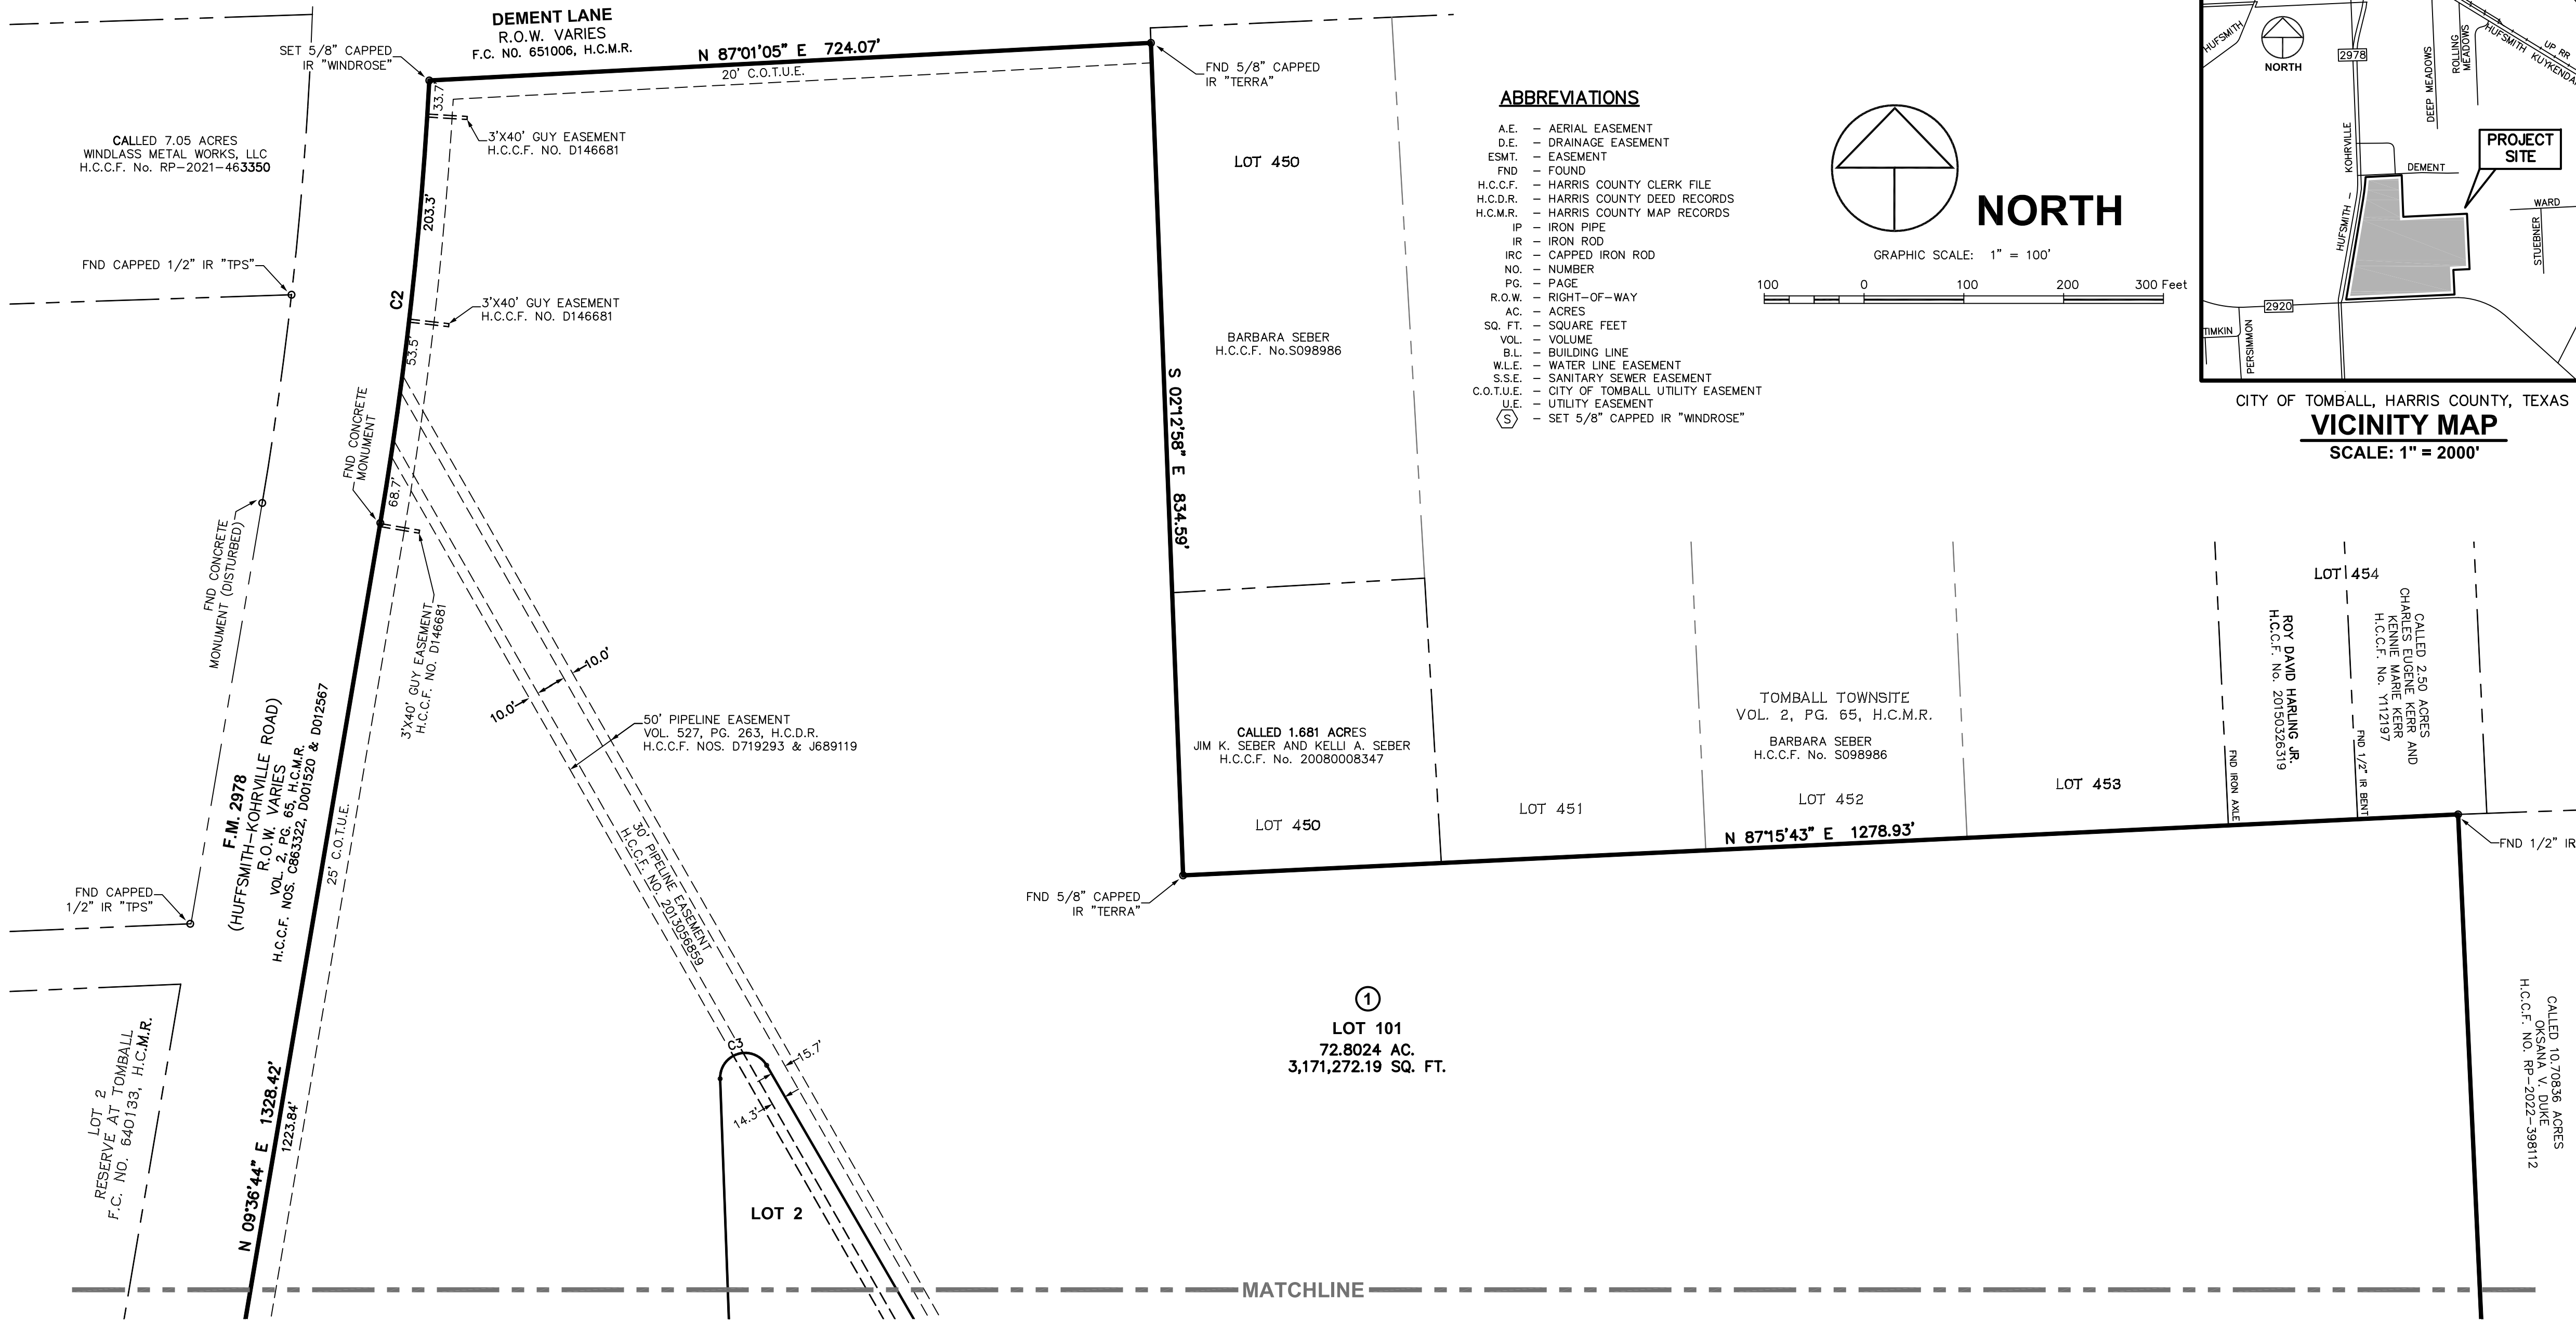 DEMENT LANE
R.O.W. VARIES
F.C. NO. 651006, H.C.M.R.
SET 5/8" CAPPED
IR "WINDROSE"
N 87°01'05" E 724.07'
20' C.O.T.U.E.
FND 5/8" CAPPED
IR "TERRA"
33.7'
3'X40' GUY EASEMENT
H.C.C.F. NO. D146681
CALLED 7.05 ACRES
WINDLASS METAL WORKS, LLC
H.C.C.F. No. RP-2021-463350
203.3'
FND CAPPED 1/2" IR "TPS"
C2
3'X40' GUY EASEMENT
H.C.C.F. NO. D146681
53.5'
FND CONCRETE
MONUMENT
68.7'
FND CONCRETE
MONUMENT (DISTURBED)
3'X40' GUY EASEMENT
H.C.C.F. NO. D146681
LOT 450
BARBARA SEBER
H.C.C.F. No.S098986
S 02°12'58" E 834.59'
ABBREVIATIONS
A.E. - AERIAL EASEMENT
D.E. - DRAINAGE EASEMENT
ESMT. - EASEMENT
FND - FOUND
H.C.C.F. - HARRIS COUNTY CLERK FILE
H.C.D.R. - HARRIS COUNTY DEED RECORDS
H.C.M.R. - HARRIS COUNTY MAP RECORDS
IP - IRON PIPE
IR - IRON ROD
IRC - CAPPED IRON ROD
NO. - NUMBER
PG. - PAGE
R.O.W. - RIGHT-OF-WAY
AC. - ACRES
SQ. FT. - SQUARE FEET
VOL. - VOLUME
B.L. - BUILDING LINE
W.L.E. - WATER LINE EASEMENT
S.S.E. - SANITARY SEWER EASEMENT
C.O.T.U.E. - CITY OF TOMBALL UTILITY EASEMENT
U.E. - UTILITY EASEMENT
S - SET 5/8" CAPPED IR "WINDROSE"
NORTH
GRAPHIC SCALE: 1" = 100'
100 0 100 200 300 Feet
HUFSMITH
NORTH
2978
DEEP MEADOWS
ROLLING
MEADOWS
UP RR
HUFSMITH KUYKENDA
KOHRVILLE
HUFSMITH -
DEMENT
PROJECT
SITE
WARD
STUEBNER
2920
TIMKIN
PERSIMMON
CITY OF TOMBALL, HARRIS COUNTY, TEXAS
VICINITY MAP
SCALE: 1" = 2000'
10.0'
10.0'
50' PIPELINE EASEMENT
VOL. 527, PG. 263, H.C.D.R.
H.C.C.F. NOS. D719293 & J689119
30' PIPELINE EASEMENT
H.C.C.F. NO. 2013056859
F.M. 2978
(HUFFSMITH-KOHRVILLE ROAD)
R.O.W. VARIES
VOL. 2, PG. 65, H.C.M.R.
H.C.C.F. NOS. C863322, D001520 & D012567
25' C.O.T.U.E.
FND CAPPED
1/2" IR "TPS"
CALLED 1.681 ACRES
JIM K. SEBER AND KELLI A. SEBER
H.C.C.F. No. 20080008347
LOT 450
LOT 451
TOMBALL TOWNSITE
VOL. 2, PG. 65, H.C.M.R.
BARBARA SEBER
H.C.C.F. No. S098986
LOT 452
LOT 453
LOT 454
ROY DAVID HARLING JR.
H.C.C.F. No. 20150326319
CALLED 2.50 ACRES
CHARLES EUGENE KERR AND
KENNIE MARIE KERR
H.C.C.F. No. Y112197
FND IRON AXLE
FND 1/2" IR BENT
N 87°15'43" E 1278.93'
FND 1/2" IR
FND 5/8" CAPPED
IR "TERRA"
1
LOT 101
72.8024 AC.
3,171,272.19 SQ. FT.
CALLED 10.70836 ACRES
OKSANA V. DUKE
H.C.C.F. NO. RP-2022-398112
C3
15.7'
14.3'
LOT 2
N 09°36'44" E 1328.42'
1223.84'
LOT 2
RESERVE AT TOMBALL
F.C. NO. 640133, H.C.M.R.
MATCHLINE